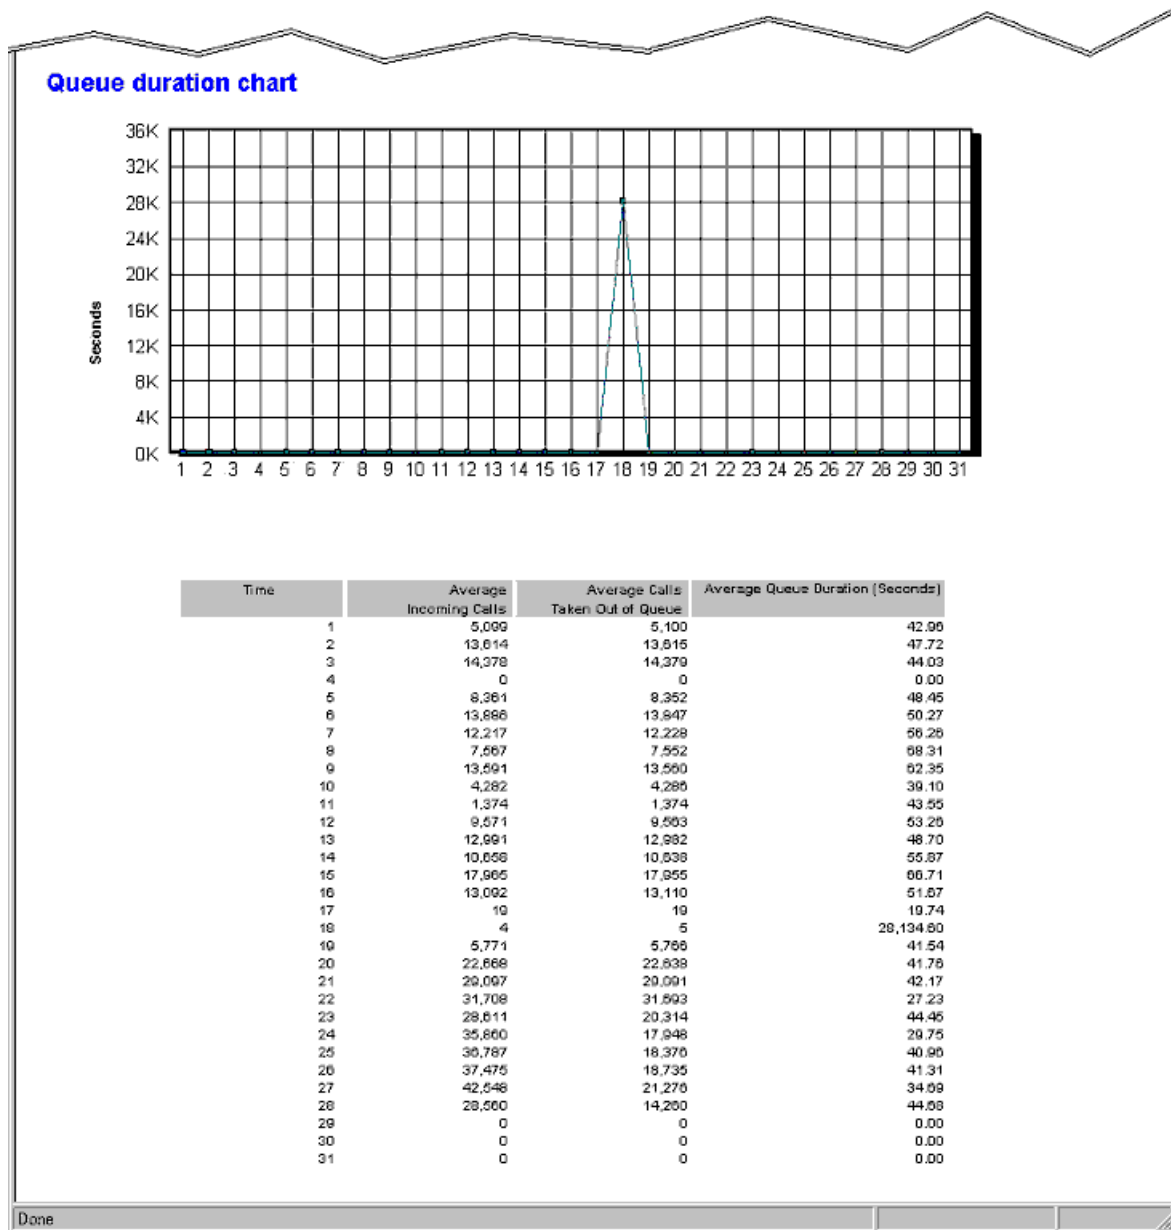 Queue duration chart
36K
32K
28K
24K
20K
16K
12K
8K
4K
0K
Seconds
1 2 3 4 5 6 7 8 9 10 11 12 13 14 15 16 17 18 19 20 21 22 23 24 25 26 27 28 29 30 31
Time Average Average Calls Average Queue Duration (Seconds)
Incoming Calls Taken Out of Queue
1 5,099 5,100 42.96
2 13,614 13,615 47.72
3 14,378 14,379 44.03
4 0 0 0.00
5 8,361 8,352 48.45
6 13,886 13,847 50.27
7 12,217 12,228 56.26
8 7,567 7,552 68.31
9 13,591 13,560 62.35
10 4,282 4,286 39.10
11 1,374 1,374 43.55
12 9,571 9,563 53.26
13 12,991 12,982 48.70
14 10,658 10,638 55.87
15 17,965 17,955 66.71
16 13,092 13,110 51.67
17 19 19 19.74
18 4 5 28,134.60
19 5,771 5,766 41.54
20 22,668 22,638 41.76
21 29,097 29,091 42.17
22 31,708 31,693 27.23
23 28,611 20,314 44.46
24 35,860 17,948 29.75
25 36,787 18,376 40.96
26 37,475 18,735 41.31
27 42,548 21,276 34.69
28 28,560 14,260 44.68
29 0 0 0.00
30 0 0 0.00
31 0 0 0.00
Done